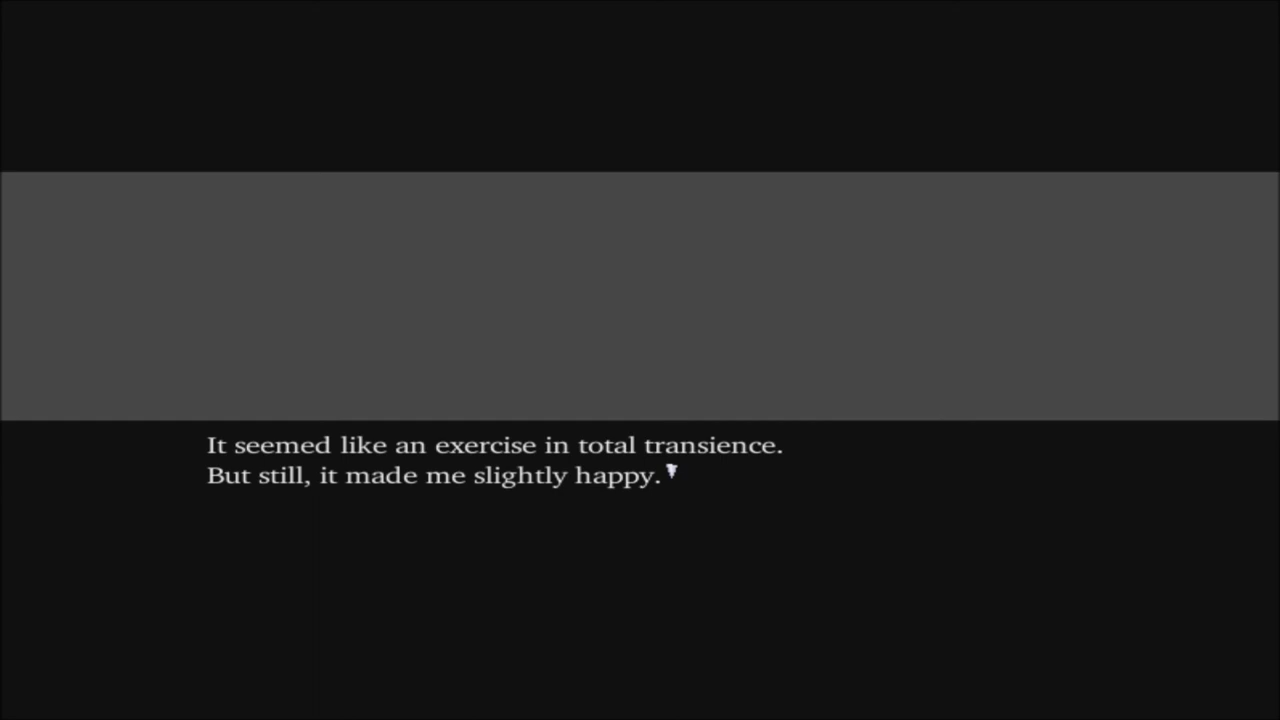 It seemed like an exercise in total transience.
But still, it made me slightly happy.